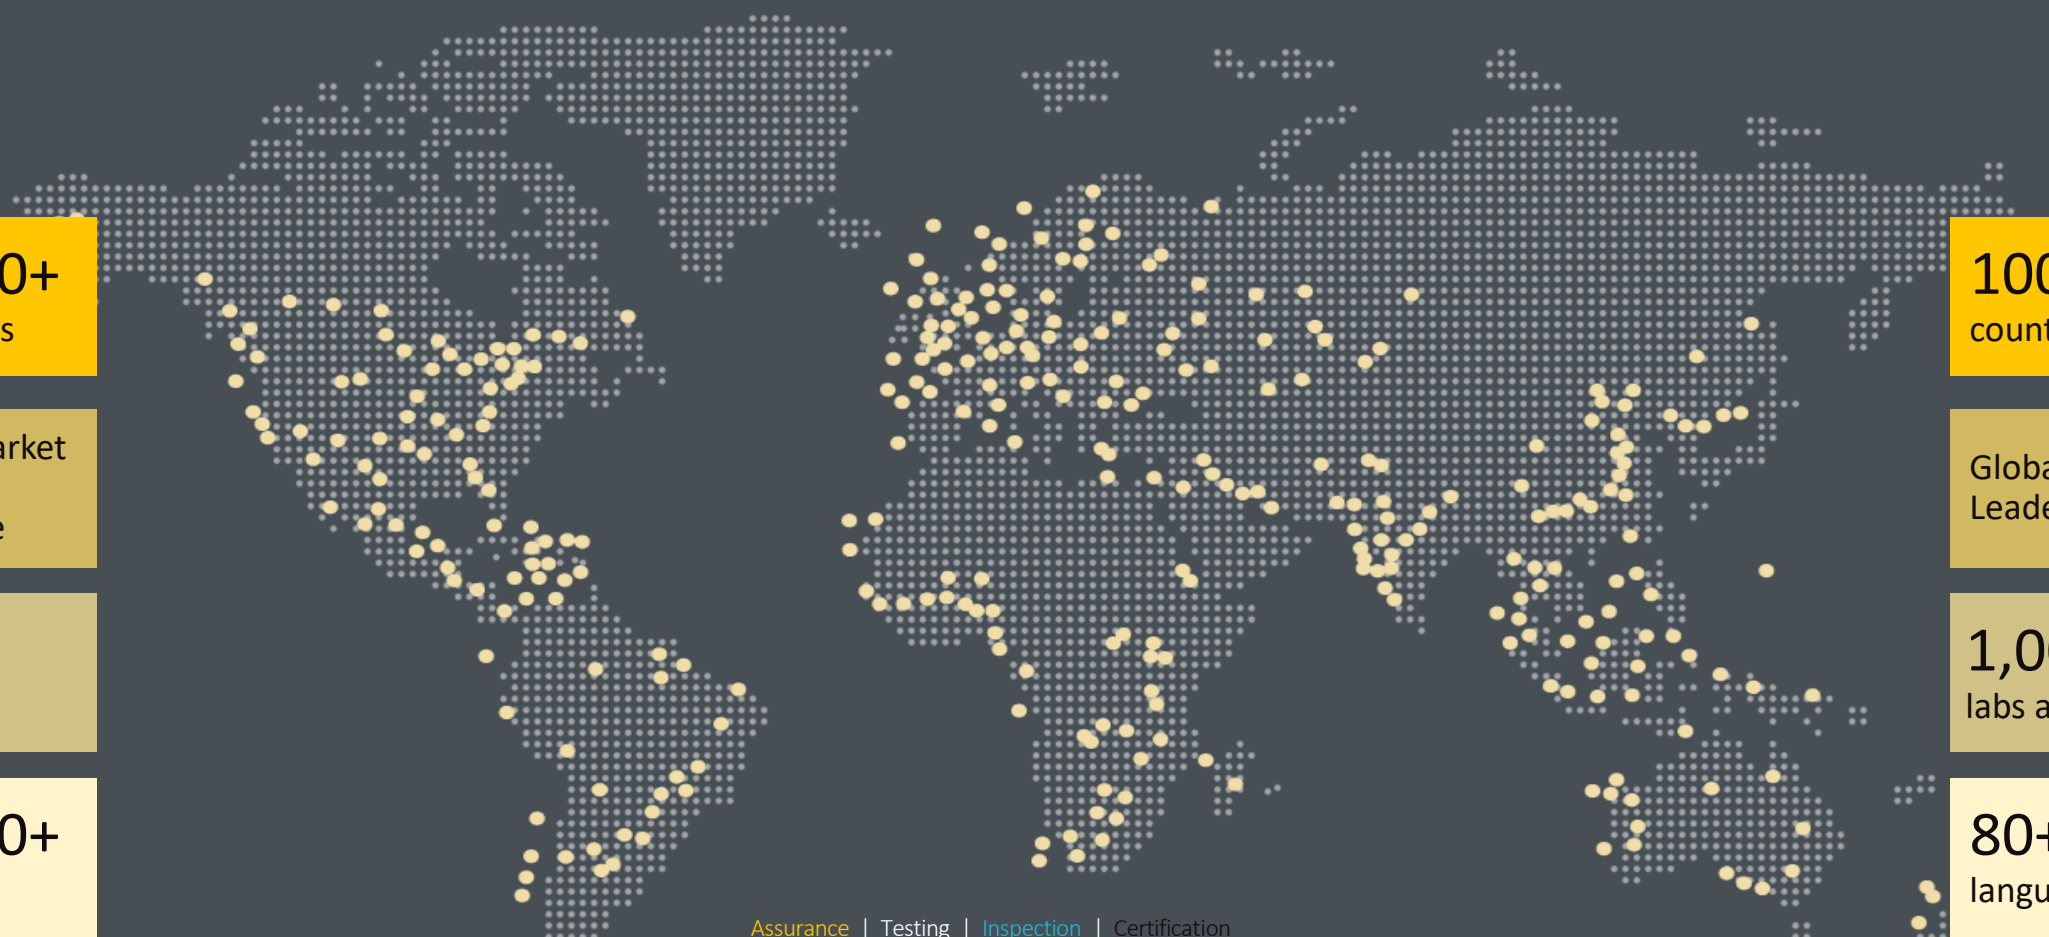 0+
s
arket
e
0+
100
count
Globa
Leade
1,0
labs a
80+
langu
Assurance | Testing | Inspection | Certification